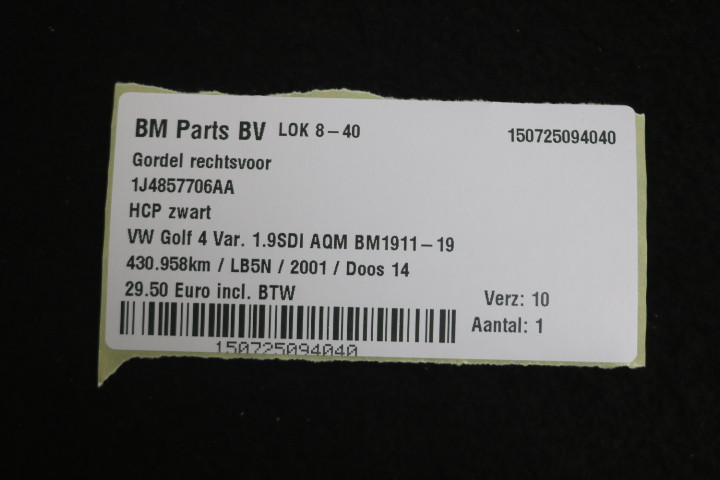 BM Parts BV LOK 8-40 150725094040
Gordel rechtsvoor
1J4857706AA
HCP zwart
VW Golf 4 Var. 1.9SDI AQM BM1911-19
430.958km / LB5N / 2001 / Doos 14
29.50 Euro incl. BTW
Verz: 10
Aantal: 1
150725094040